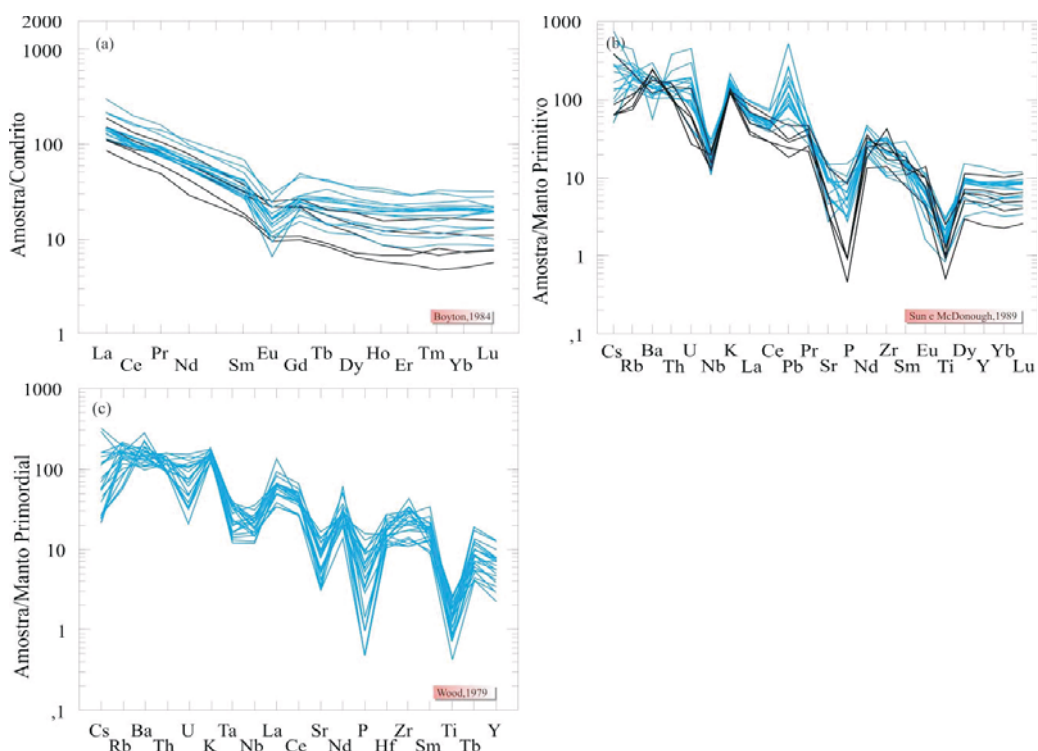 (a)
Amostra/Condrito
2000
1000
100
10
1
La Pr Nd Sm Eu Gd Tb Dy Ho Er Tm Yb Lu
Ce
Boyton,1984
(b)
Amostra/Manto Primitivo
1000
100
10
1
,1
Cs Ba U K Ce Pr P Zr Eu Dy Yb
Rb Th Nb La Pb Sr Nd Sm Ti Y Lu
Sun e McDonough,1989
(c)
Amostra/Manto Primordial
1000
100
10
1
,1
Cs Ba U Ta La Sr P Zr Ti Y
Rb Th K Nb Ce Nd Hf Sm Tb
Wood,1979